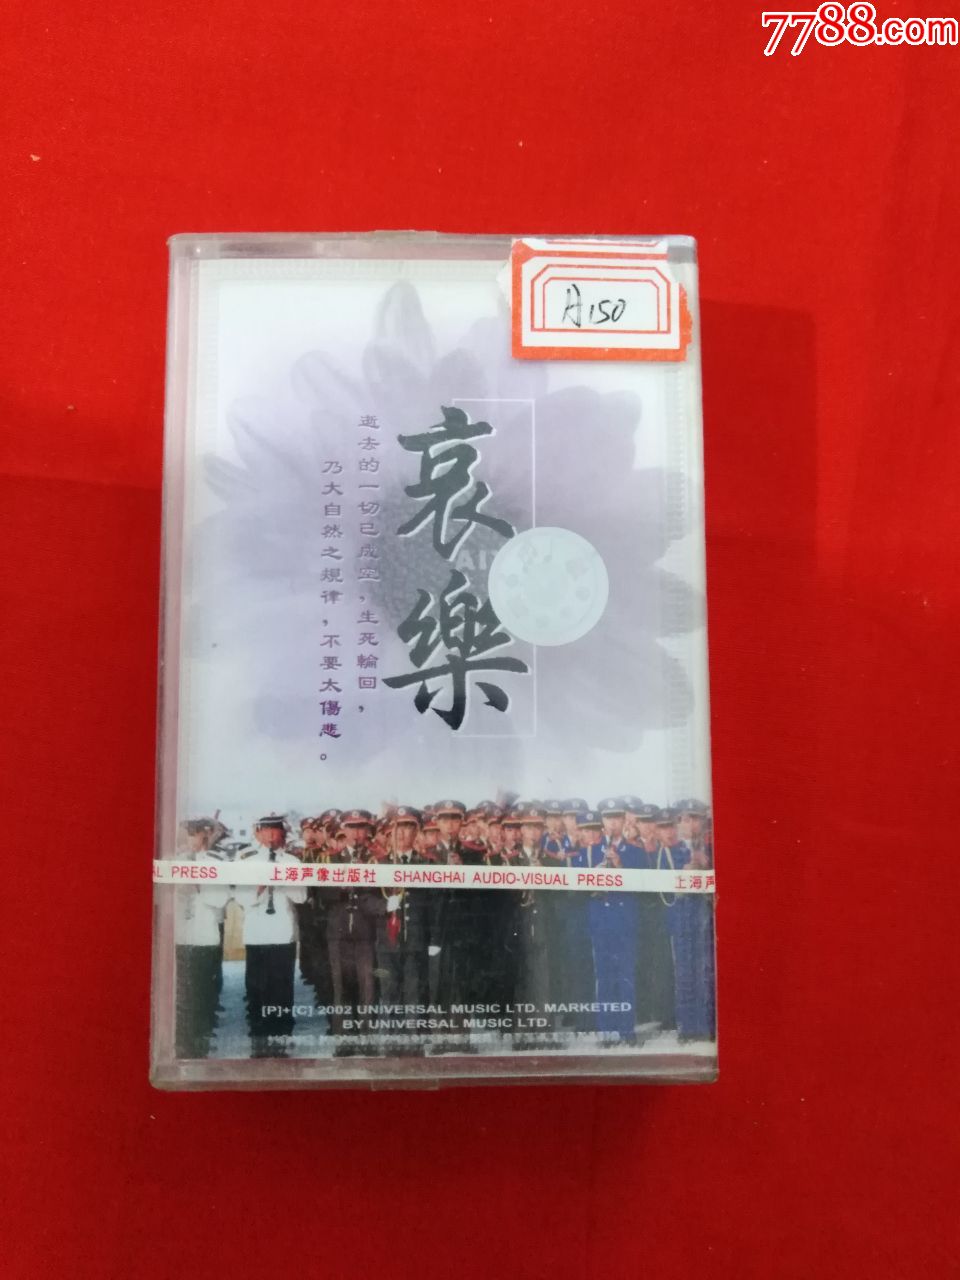 7788.com
A150
哀樂
AI
逝去的一切已成空，生死輪回，
乃大自然之規律，不要太傷悲。
AL PRESS 上海声像出版社 SHANGHAI AUDIO-VISUAL PRESS 上海声
[P]+[C] 2002 UNIVERSAL MUSIC LTD. MARKETED
BY UNIVERSAL MUSIC LTD.